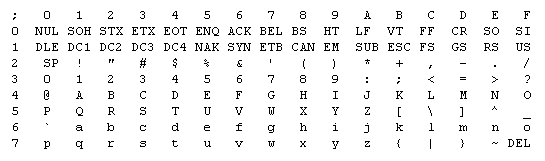 ; 0 1 2 3 4 5 6 7 8 9 A B C D E F
0 NUL SOH STX ETX EOT ENQ ACK BEL BS HT LF VT FF CR SO SI
1 DLE DC1 DC2 DC3 DC4 NAK SYN ETB CAN EM SUB ESC FS GS RS US
2 SP ! " # $ % & ' ( ) * + , - . /
3 0 1 2 3 4 5 6 7 8 9 : ; < = > ?
4 @ A B C D E F G H I J K L M N O
5 P Q R S T U V W X Y Z [ \ ] ^ _
6 ` a b c d e f g h i j k l m n o
7 p q r s t u v w x y z { | } ~ DEL